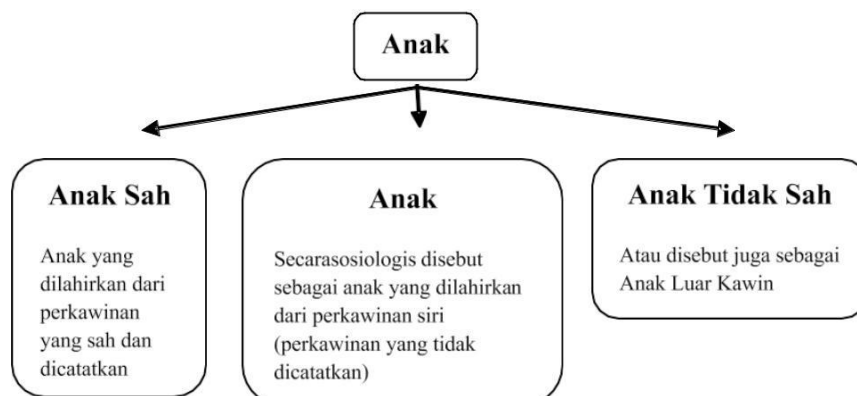 Anak
Anak Sah
Anak yang
dilahirkan dari
perkawinan
yang sah dan
dicatatkan
Anak
Secarasosiologis disebut
sebagai anak yang dilahirkan
dari perkawinan siri
(perkawinan yang tidak
dicatatkan)
Anak Tidak Sah
Atau disebut juga sebagai
Anak Luar Kawin